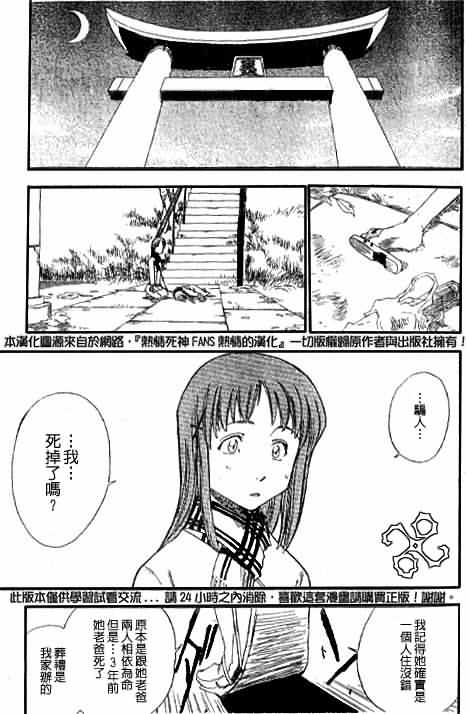 本漢化圖源來自於網路，『熱情死神FANS 熱情的漢化』一切版權歸原作者與出版社擁有！
…騙人…
…我…
死掉了嗎？
此版本僅供學習試看交流...請24小時之內消除，喜歡這套漫畫請購買正版！謝謝。
我記得她確實是
一個人住沒錯
原本是跟她老爸
兩人相依為命
但是…3年前
她老爸死了
葬禮是
我家辦的